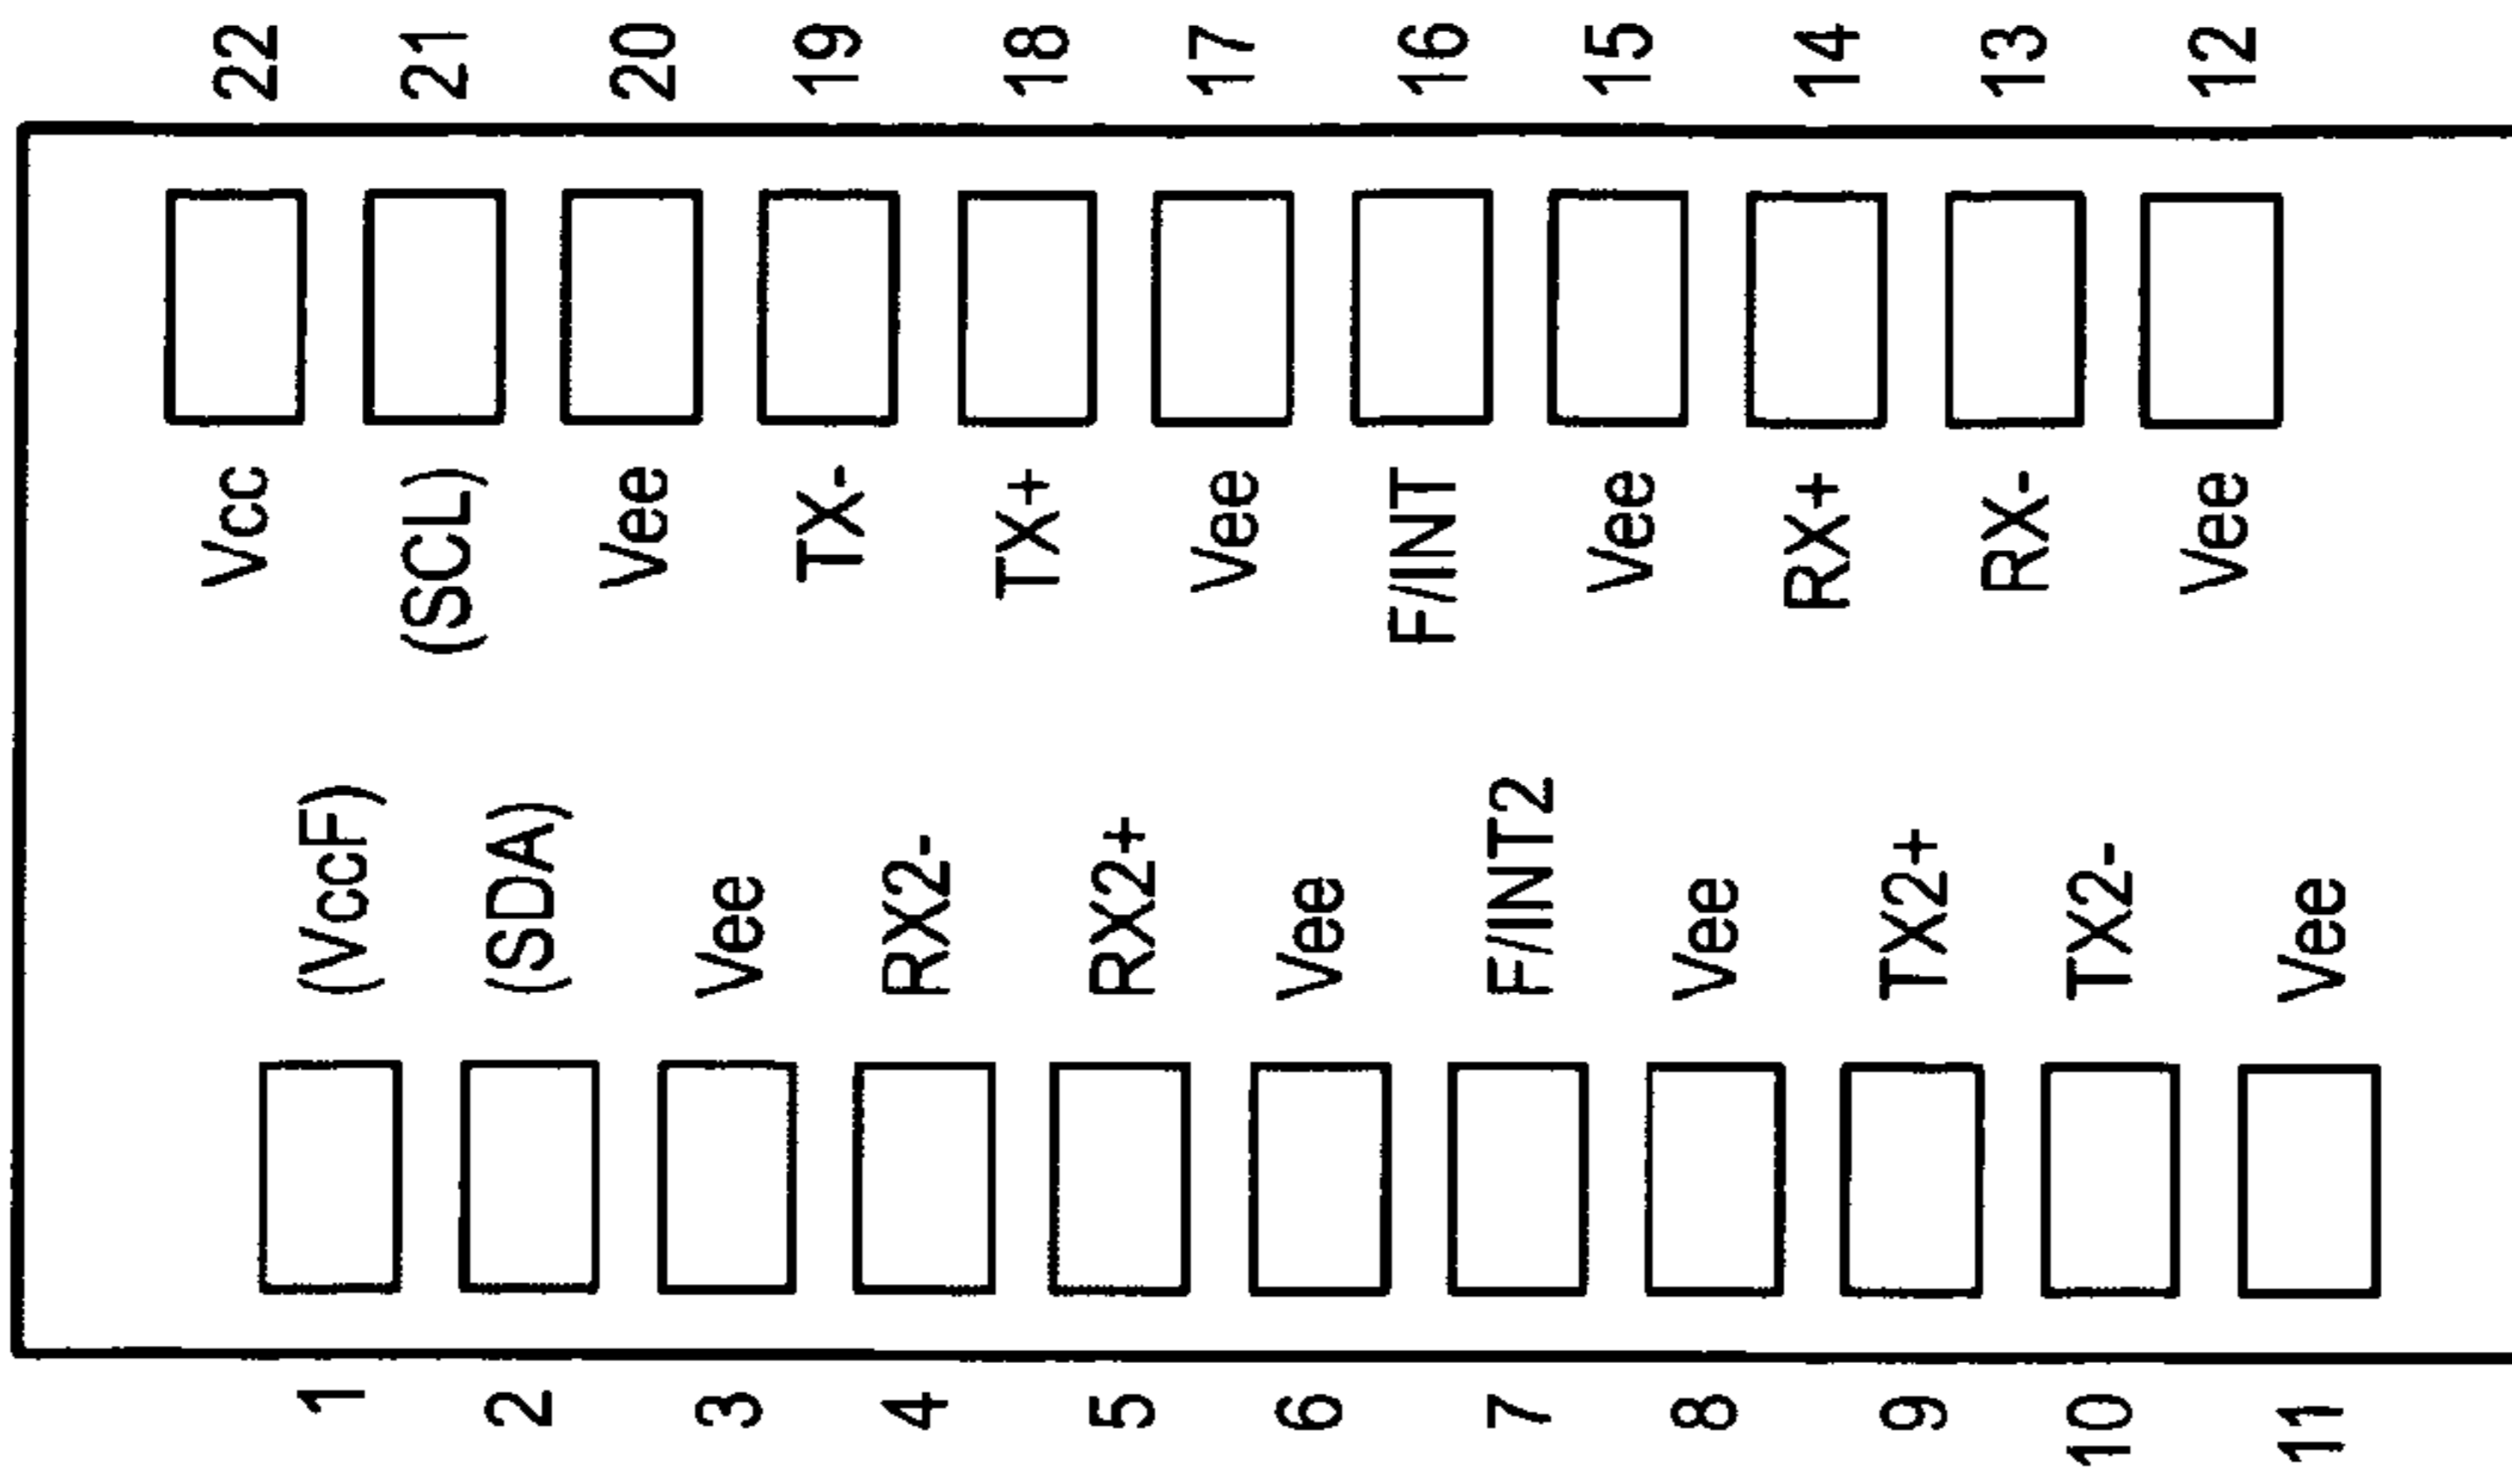 22 21 20 19 18 17 16 15 14 13 12
Vcc (SCL) Vee TX- TX+ Vee F/INT Vee RX+ RX- Vee
(VccF) (SDA) Vee RX2- RX2+ Vee F/INT2 Vee TX2+ TX2- Vee
1 2 3 4 5 6 7 8 9 10 11